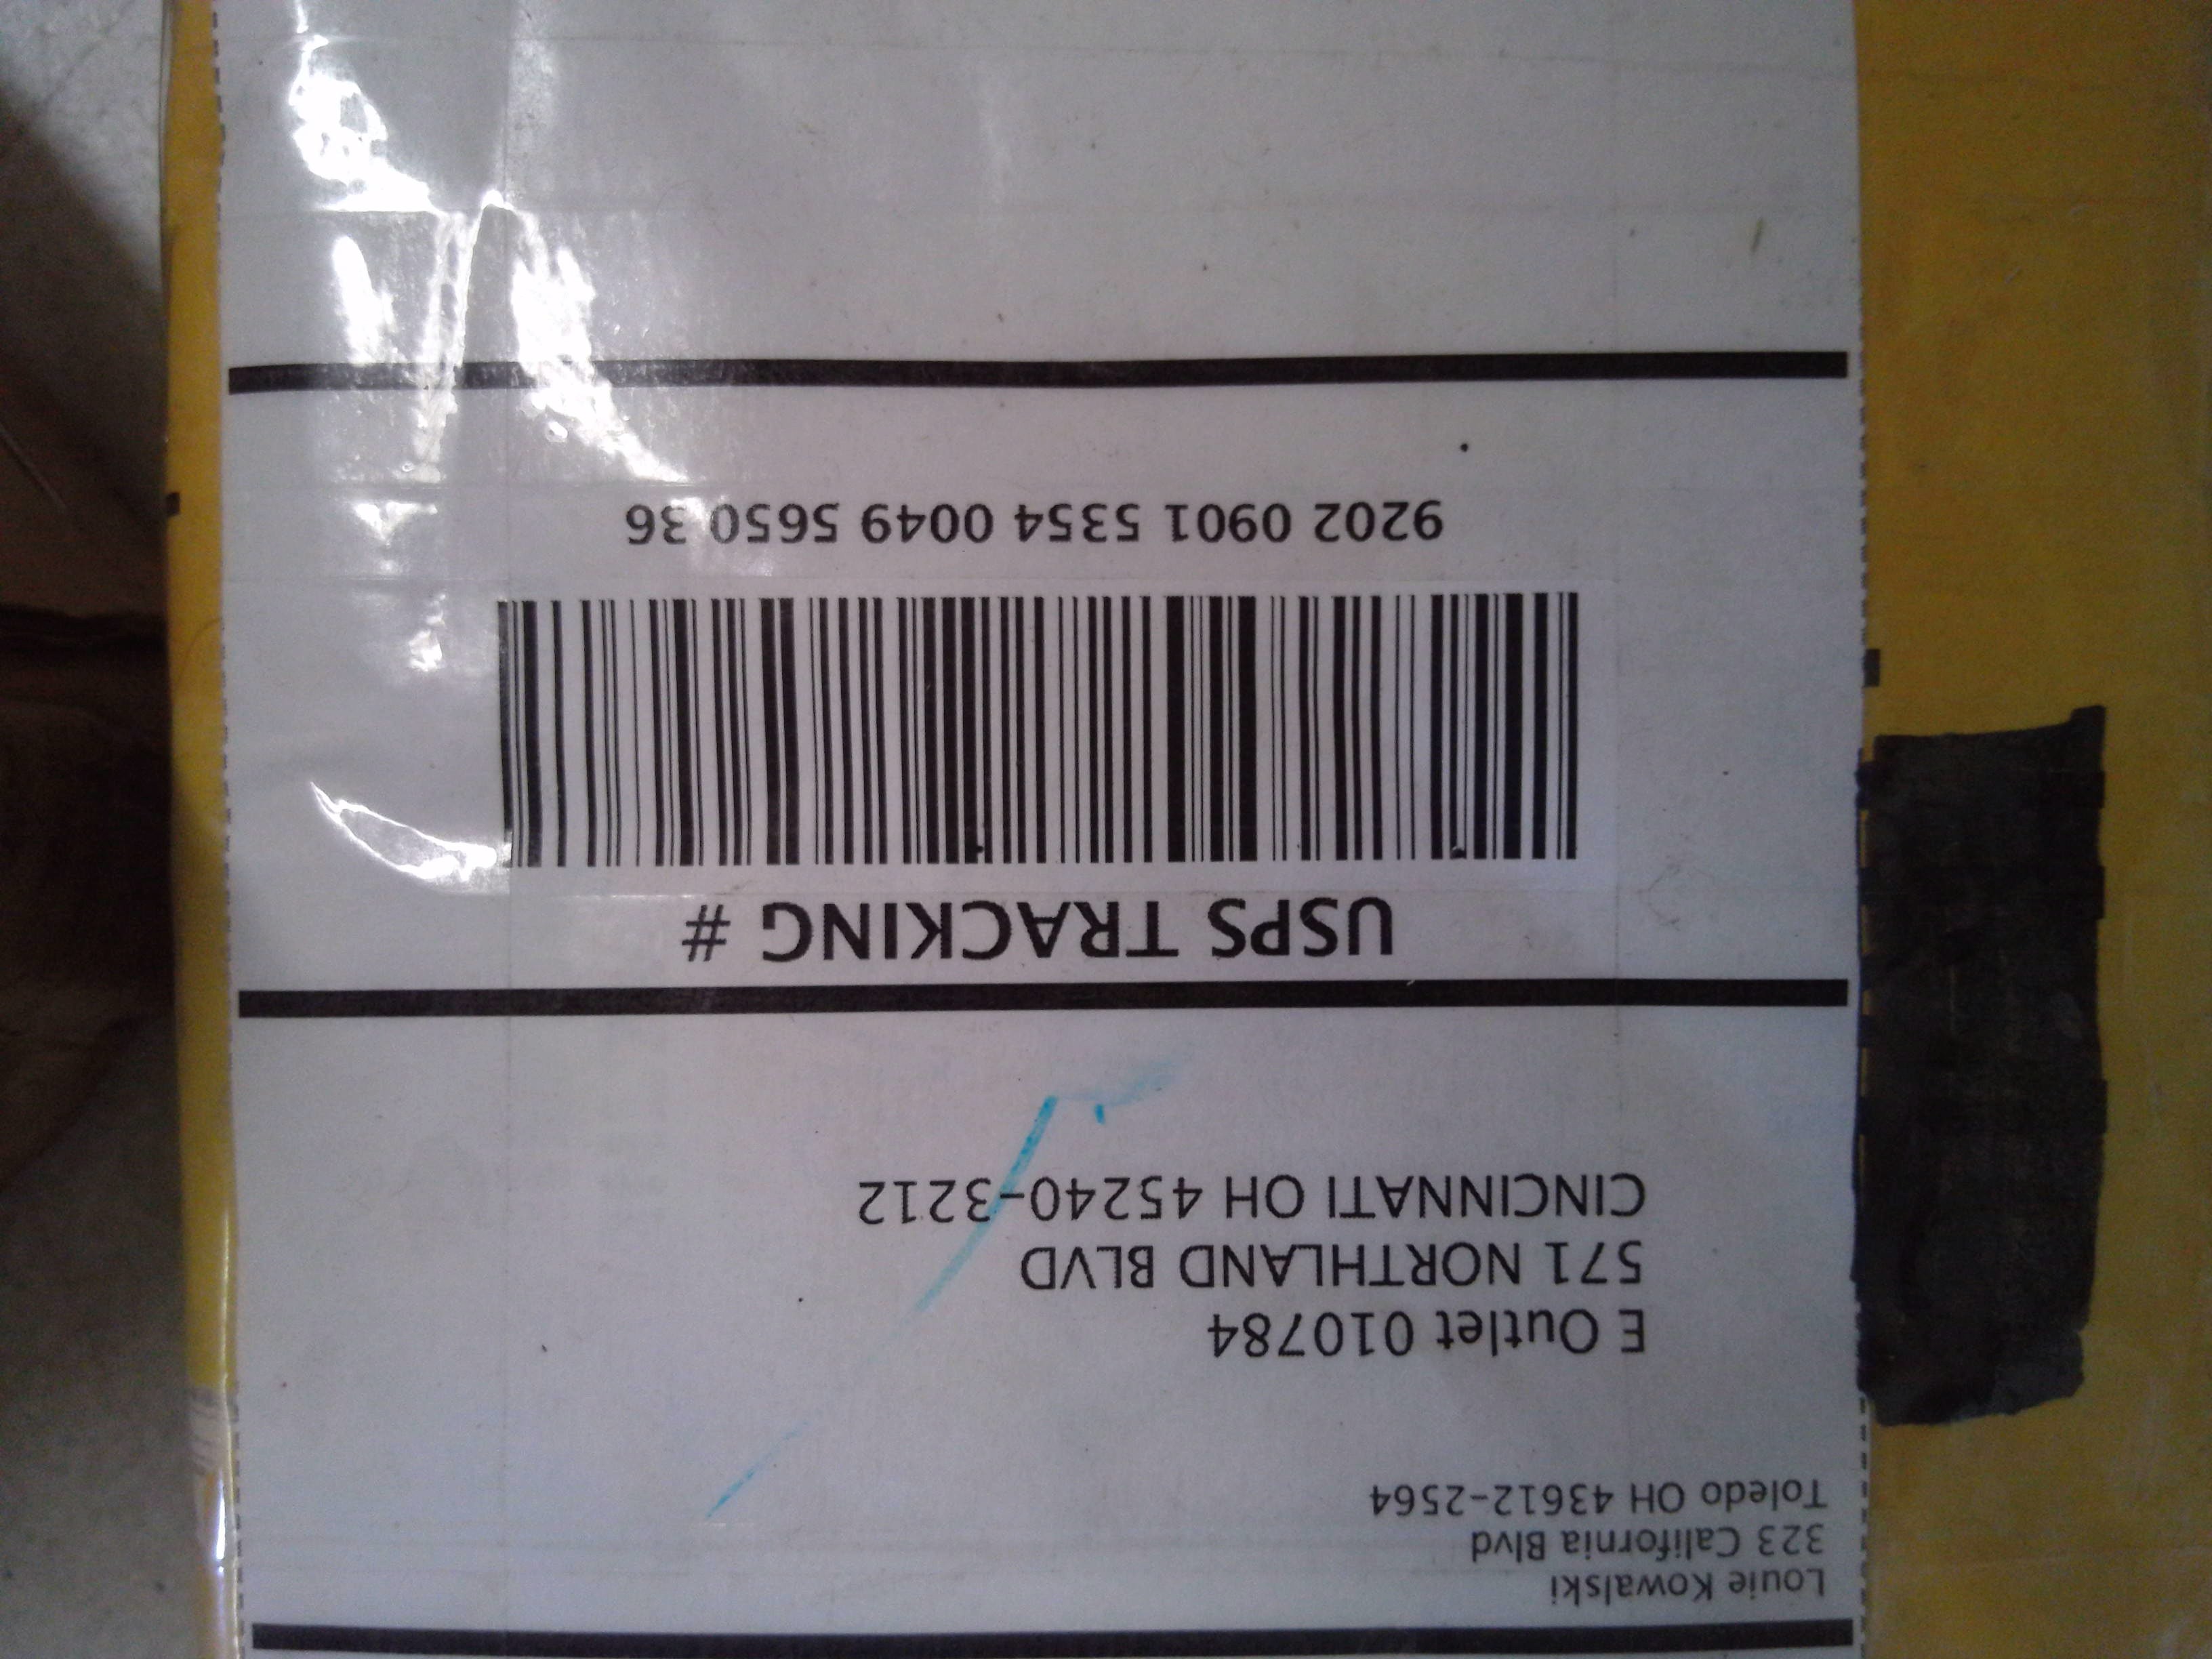 Louie Kowalski
323 California Blvd
Toledo OH 43612-2564
E Outlet 010784
571 NORTHLAND BLVD
CINCINNATI OH 45240-3212
USPS TRACKING #
9202 0901 5354 0049 5650 36